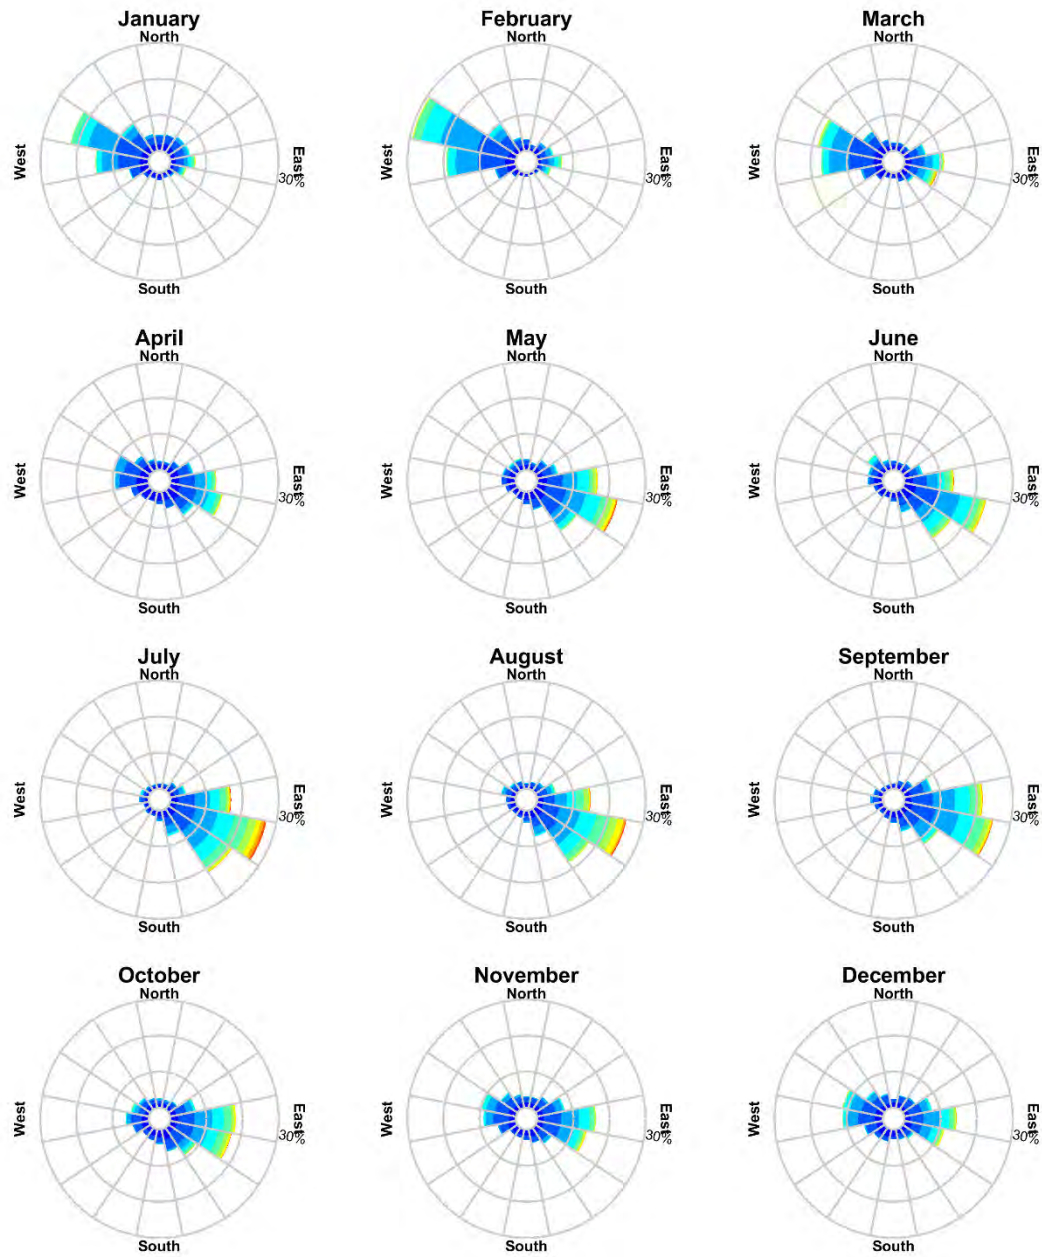 January
North
West
East
30%
South
February
North
West
East
30%
South
March
North
West
East
30%
South
April
North
West
East
30%
South
May
North
West
East
30%
South
June
North
West
East
30%
South
July
North
West
East
30%
South
August
North
West
East
30%
South
September
North
West
East
30%
South
October
North
West
East
30%
South
November
North
West
East
30%
South
December
North
West
East
30%
South